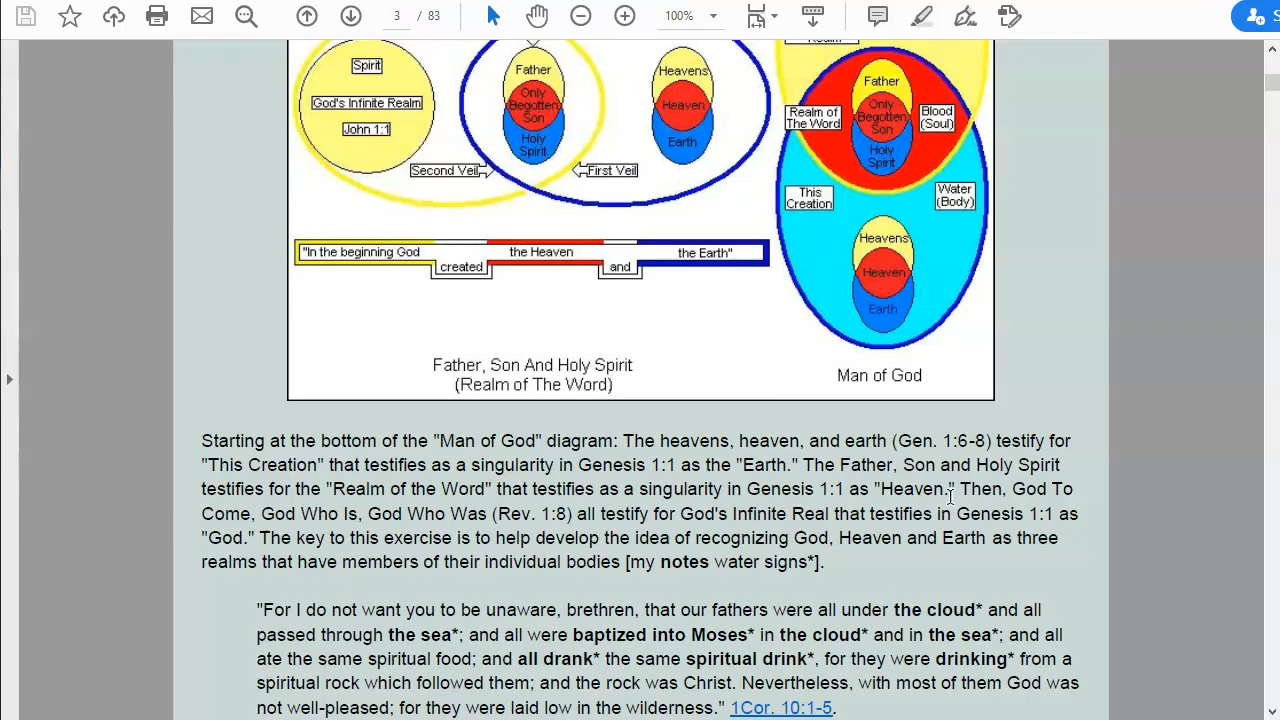 3 / 83
100%
S
Spirit
God's Infinite Realm
John 1:1
Father
Only
Begotten
Son
Holy
Spirit
Heavens
Heaven
Earth
Second Veil
First Veil
"In the beginning God
created
the Heaven
and
the Earth"
Father, Son And Holy Spirit
(Realm of The Word)
Father
Only
Begotten
Son
Holy
Spirit
Realm of
The Word
Blood
(Soul)
This
Creation
Water
(Body)
Heavens
Heaven
Earth
Man of God
Starting at the bottom of the "Man of God" diagram: The heavens, heaven, and earth (Gen. 1:6-8) testify for
"This Creation" that testifies as a singularity in Genesis 1:1 as the "Earth." The Father, Son and Holy Spirit
testifies for the "Realm of the Word" that testifies as a singularity in Genesis 1:1 as "Heaven." Then, God To
Come, God Who Is, God Who Was (Rev. 1:8) all testify for God's Infinite Real that testifies in Genesis 1:1 as
"God." The key to this exercise is to help develop the idea of recognizing God, Heaven and Earth as three
realms that have members of their individual bodies [my notes water signs*].
"For I do not want you to be unaware, brethren, that our fathers were all under the cloud* and all
passed through the sea*; and all were baptized into Moses* in the cloud* and in the sea*; and all
ate the same spiritual food; and all drank* the same spiritual drink*, for they were drinking* from a
spiritual rock which followed them; and the rock was Christ. Nevertheless, with most of them God was
not well-pleased; for they were laid low in the wilderness." 1Cor. 10:1-5.